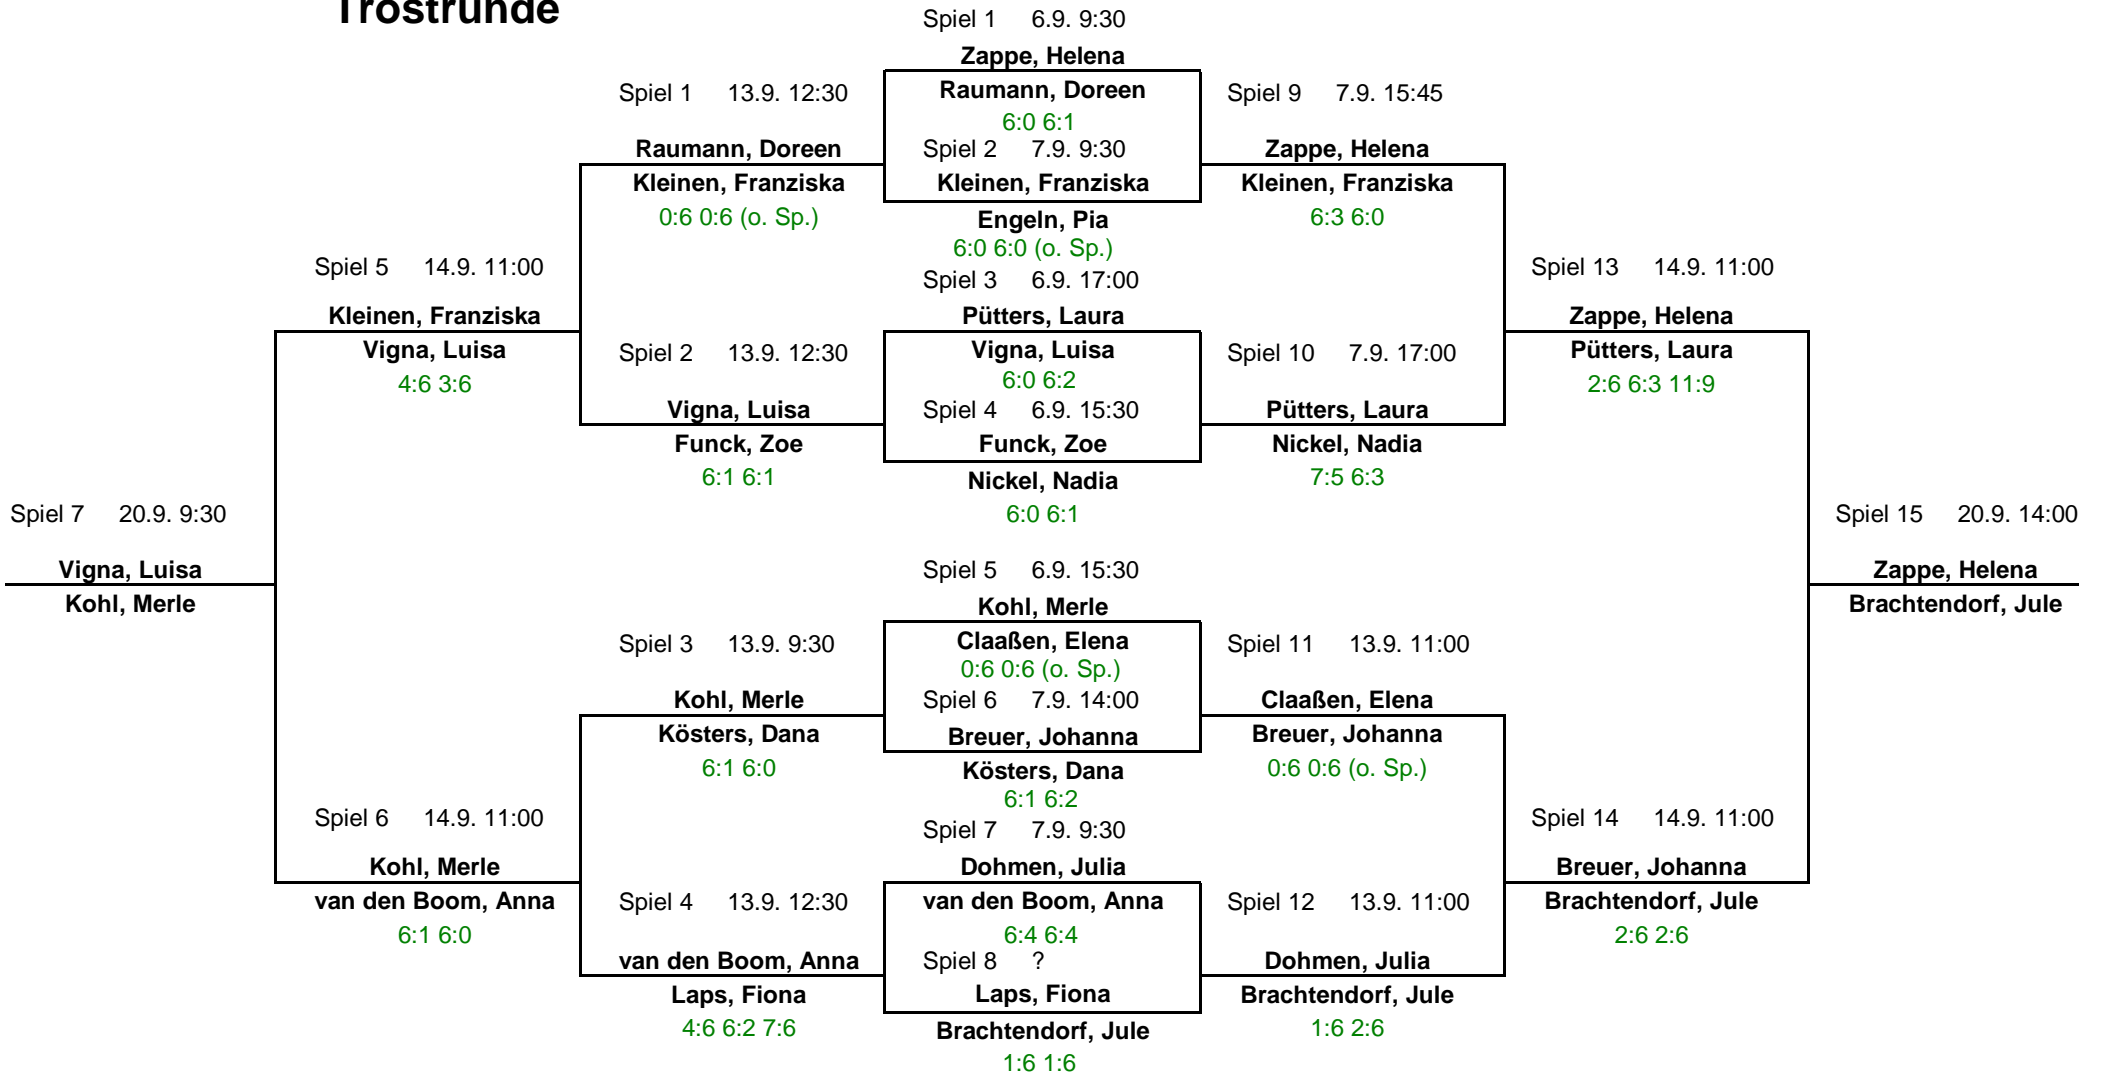 Trostrunde
Spiel 1 6.9. 9:30
Zappe, Helena
Spiel 1 13.9. 12:30
Raumann, Doreen
Spiel 9 7.9. 15:45
6:0 6:1
Raumann, Doreen
Spiel 2 7.9. 9:30
Zappe, Helena
Kleinen, Franziska
Kleinen, Franziska
Kleinen, Franziska
0:6 0:6 (o. Sp.)
Engeln, Pia
6:3 6:0
6:0 6:0 (o. Sp.)
Spiel 5 14.9. 11:00
Spiel 3 6.9. 17:00
Spiel 13 14.9. 11:00
Kleinen, Franziska
Pütters, Laura
Zappe, Helena
Vigna, Luisa
Spiel 2 13.9. 12:30
Vigna, Luisa
Spiel 10 7.9. 17:00
Pütters, Laura
4:6 3:6
6:0 6:2
2:6 6:3 11:9
Vigna, Luisa
Spiel 4 6.9. 15:30
Pütters, Laura
Funck, Zoe
Funck, Zoe
Nickel, Nadia
6:1 6:1
Nickel, Nadia
7:5 6:3
Spiel 7 20.9. 9:30
6:0 6:1
Spiel 15 20.9. 14:00
Vigna, Luisa
Spiel 5 6.9. 15:30
Zappe, Helena
Kohl, Merle
Kohl, Merle
Brachtendorf, Jule
Spiel 3 13.9. 9:30
Claaßen, Elena
Spiel 11 13.9. 11:00
0:6 0:6 (o. Sp.)
Kohl, Merle
Spiel 6 7.9. 14:00
Claaßen, Elena
Kösters, Dana
Breuer, Johanna
Breuer, Johanna
6:1 6:0
Kösters, Dana
0:6 0:6 (o. Sp.)
6:1 6:2
Spiel 6 14.9. 11:00
Spiel 7 7.9. 9:30
Spiel 14 14.9. 11:00
Kohl, Merle
Dohmen, Julia
Breuer, Johanna
van den Boom, Anna
Spiel 4 13.9. 12:30
van den Boom, Anna
Spiel 12 13.9. 11:00
Brachtendorf, Jule
6:1 6:0
6:4 6:4
2:6 2:6
van den Boom, Anna
Spiel 8 ?
Dohmen, Julia
Laps, Fiona
Laps, Fiona
Brachtendorf, Jule
4:6 6:2 7:6
Brachtendorf, Jule
1:6 2:6
1:6 1:6